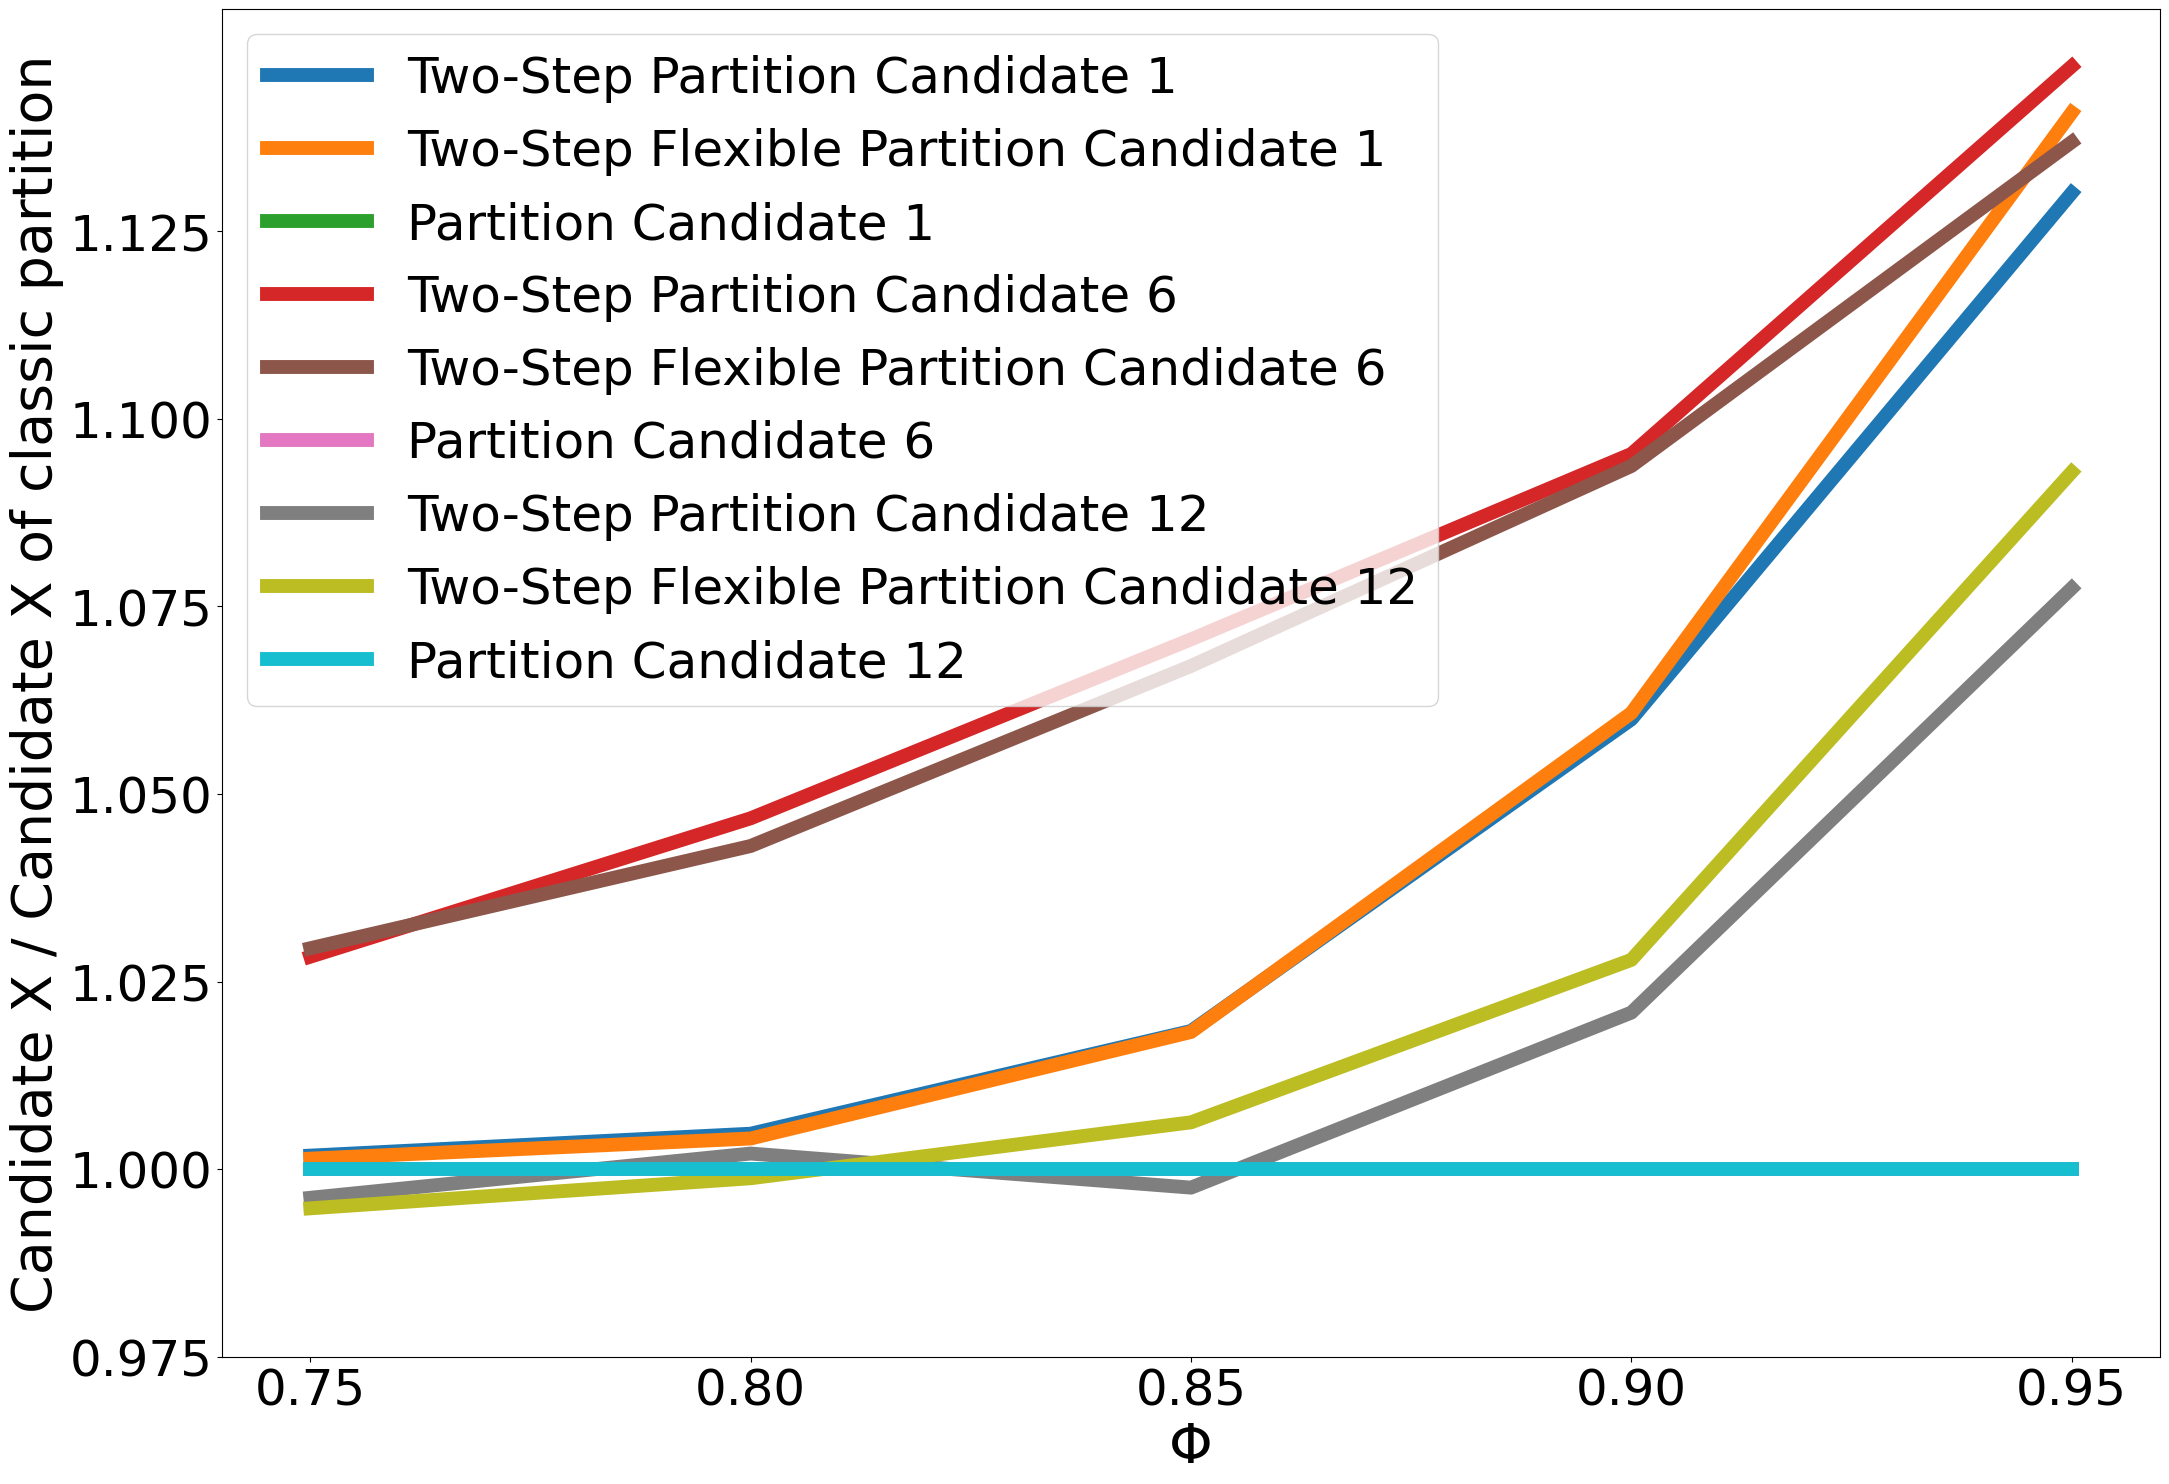 Candidate X / Candidate X of classic partition
1.125
1.100
1.075
1.050
1.025
1.000
0.975
Two-Step Partition Candidate 1
Two-Step Flexible Partition Candidate 1
Partition Candidate 1
Two-Step Partition Candidate 6
Two-Step Flexible Partition Candidate 6
Partition Candidate 6
Two-Step Partition Candidate 12
Two-Step Flexible Partition Candidate 12
Partition Candidate 12
0.75 0.80 0.85 0.90 0.95
Φ